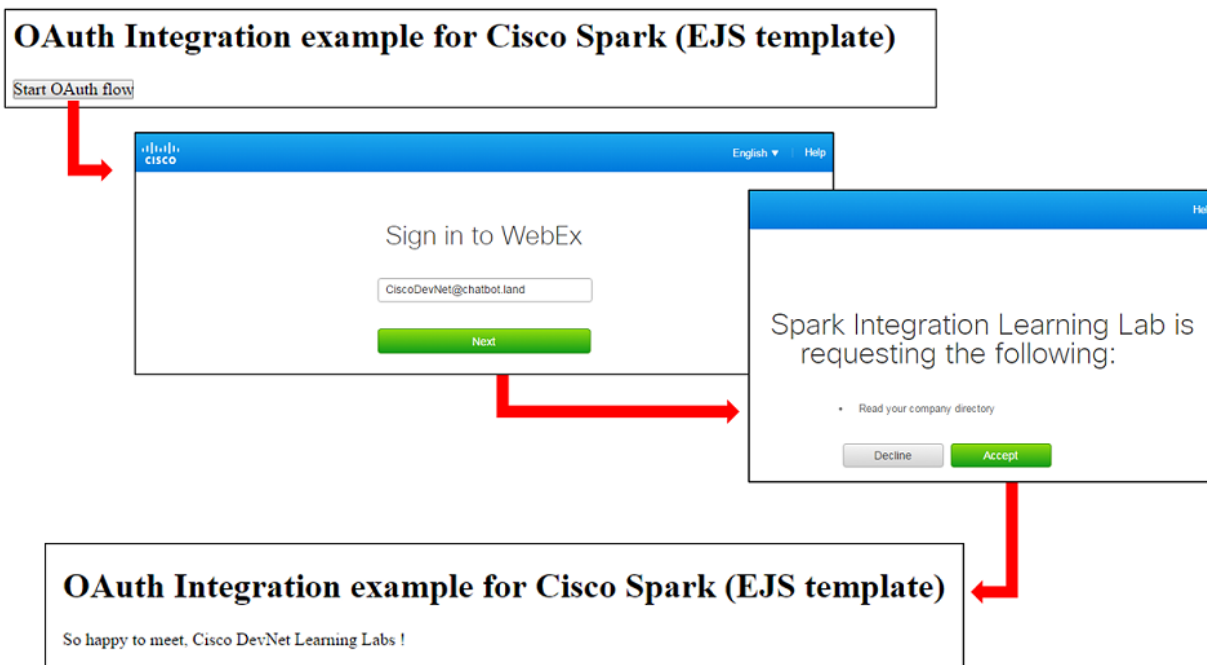 OAuth Integration example for Cisco Spark (EJS template)
Start OAuth flow
CISCO
English ▼ | Help
Sign in to WebEx
CiscoDevNet@chatbot.land
Next
Spark Integration Learning Lab is
requesting the following:
• Read your company directory
Decline
Accept
OAuth Integration example for Cisco Spark (EJS template)
So happy to meet, Cisco DevNet Learning Labs !